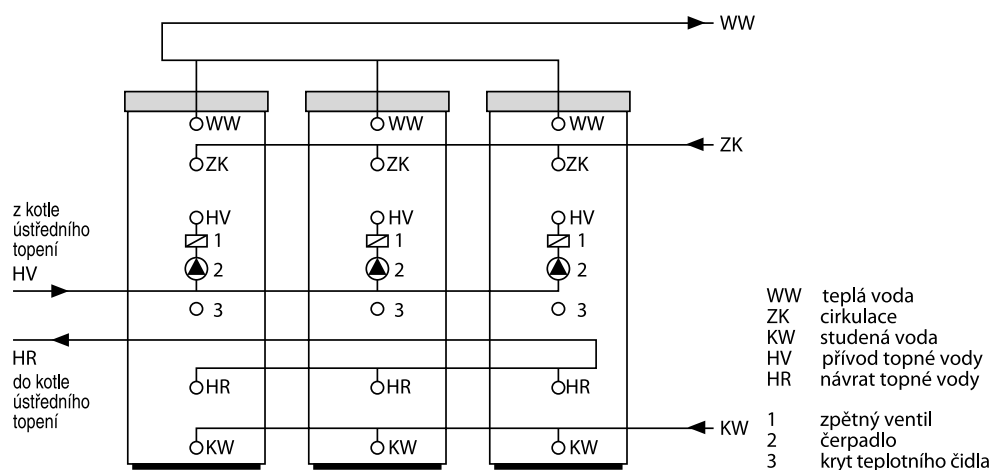 WW
WW WW WW
ZK
ZK ZK ZK
z kotle
ústředního
topení
HV
HV HV HV
1 1 1
2 2 2
3 3 3
HR
do kotle
ústředního
topení
HR HR HR
KW
KW KW KW
WW teplá voda
ZK cirkulace
KW studená voda
HV přívod topné vody
HR návrat topné vody
1 zpětný ventil
2 čerpadlo
3 kryt teplotního čidla